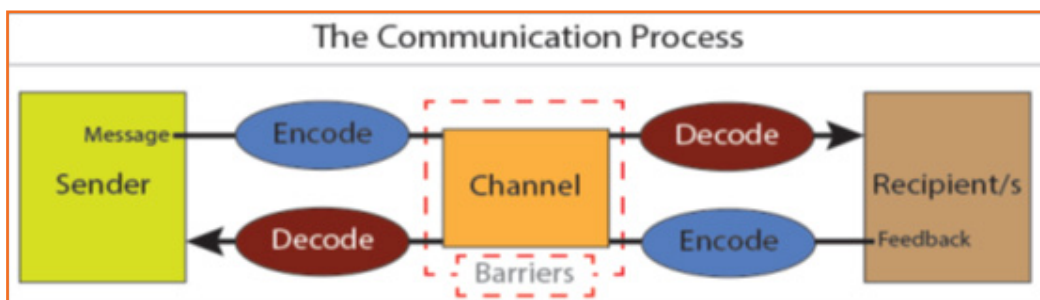 The Communication Process
Message
Encode
Decode
Sender
Channel
Recipient/s
Decode
Encode
Feedback
Barriers